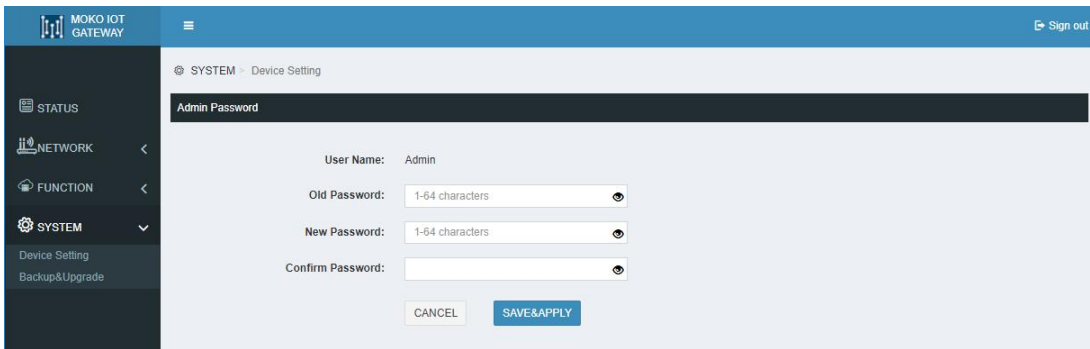 MOKO IOT
GATEWAY
Sign out
SYSTEM > Device Setting
STATUS
Admin Password
NETWORK
User Name: Admin
FUNCTION
Old Password: 1-64 characters
SYSTEM
New Password: 1-64 characters
Device Setting
Confirm Password:
Backup&Upgrade
CANCEL SAVE&APPLY